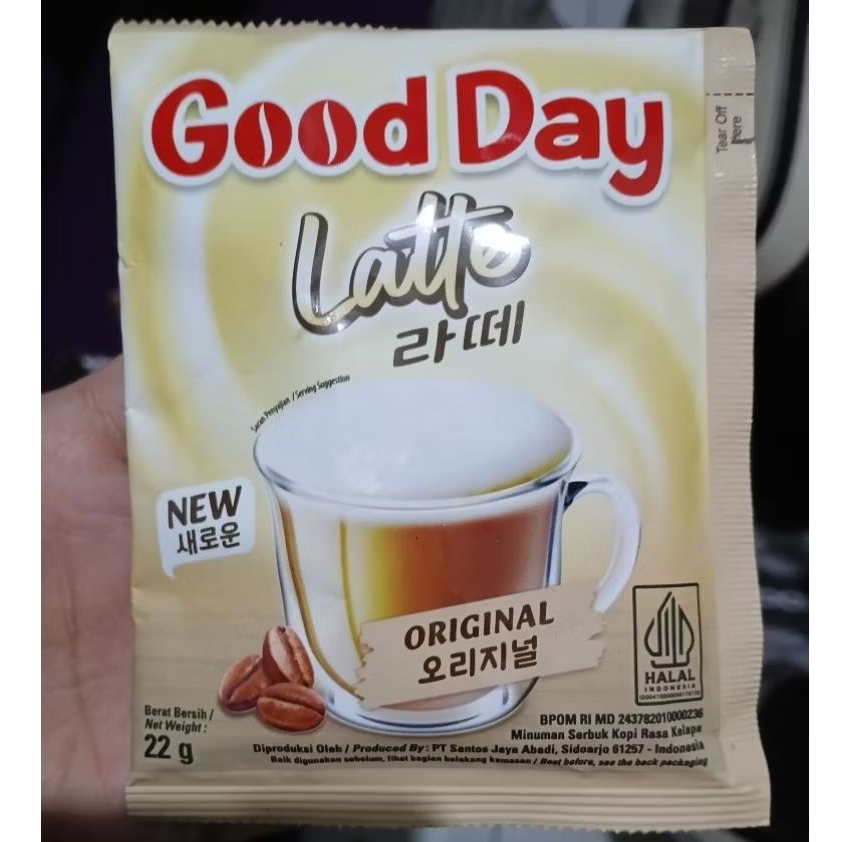 Good Day
Latte
라떼
Tear Off
Here
Saran Penyajian / Serving Suggestion
NEW
새로운
ORIGINAL
오리지널
HALAL
INDONESIA
Berat Bersih /
Net Weight :
22 g
BPOM RI MD 243782010000236
Minuman Serbuk Kopi Rasa Kelapa
Diproduksi Oleh / Produced By : PT Santos Jaya Abadi, Sidoarjo 61257 - Indonesia
Baik digunakan sebelum, lihat bagian belakang kemasan / Best before, see the back packaging